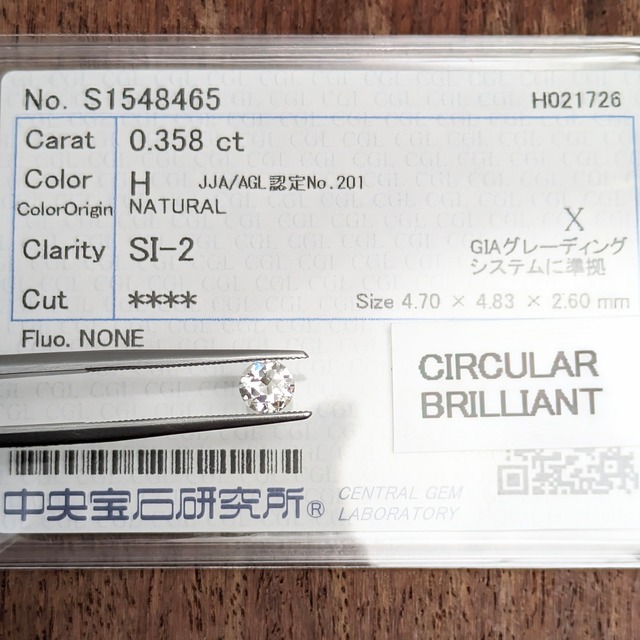 No. S1548465 H021726
Carat 0.358 ct
Color H JJA/AGL認定No.201
ColorOrigin NATURAL
X
Clarity SI-2 GIAグレーディング
システムに準拠
Cut **** Size 4.70 × 4.83 × 2.60 mm
Fluo. NONE
CIRCULAR
BRILLIANT
中央宝石研究所® CENTRAL GEM
LABORATORY